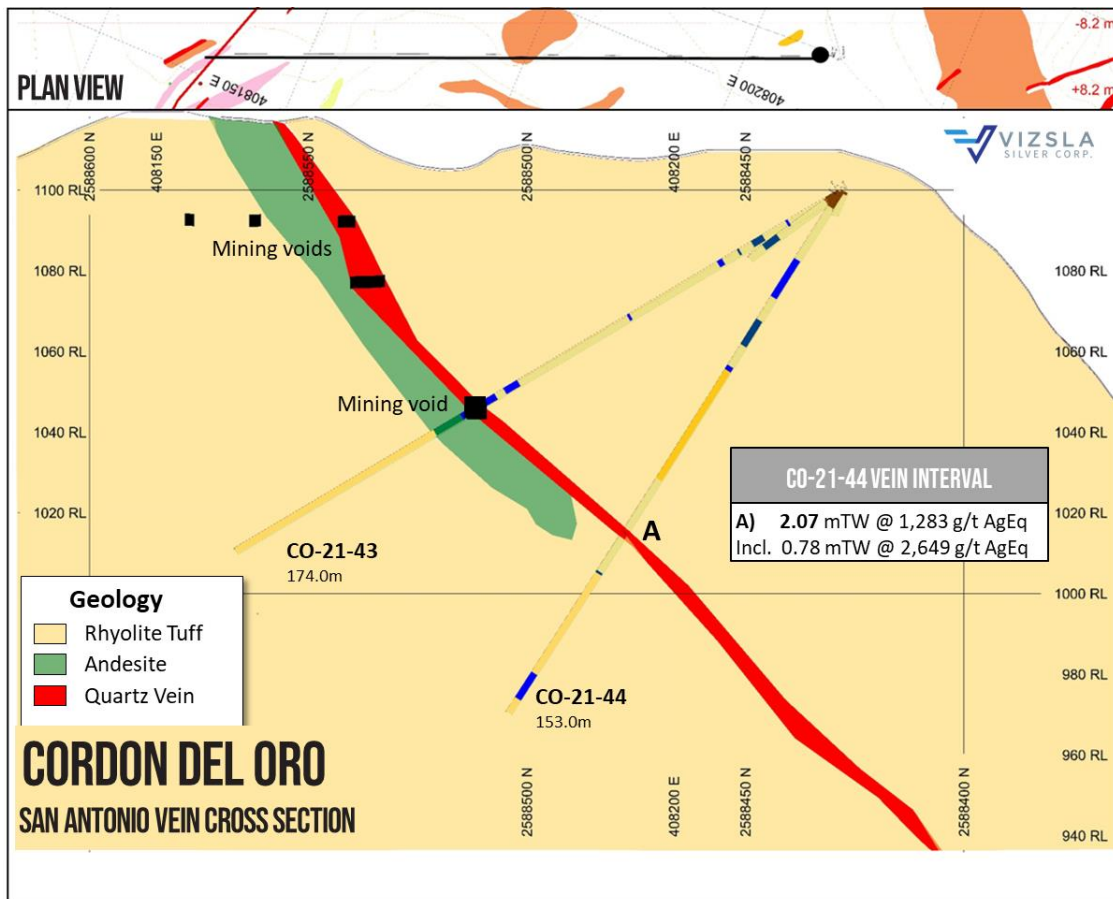 -8.2 m
PLAN VIEW
408150 E
408200 E
+8.2 m
VIZSLA
SILVER CORP.
2588600 N
408150 E
2588550 N
2588500 N
408200 E
2588450 N
1100 RL
Mining voids
1080 RL
1080 RL
1060 RL
1060 RL
Mining void
1040 RL
1040 RL
CO-21-44 VEIN INTERVAL
A) 2.07 mTW @ 1,283 g/t AgEq
Incl. 0.78 mTW @ 2,649 g/t AgEq
1020 RL
1020 RL
A
CO-21-43
174.0m
Geology
Rhyolite Tuff
Andesite
Quartz Vein
1000 RL
1000 RL
980 RL
CO-21-44
153.0m
CORDON DEL ORO
SAN ANTONIO VEIN CROSS SECTION
960 RL
2588500 N
408200 E
2588450 N
2588400 N
940 RL